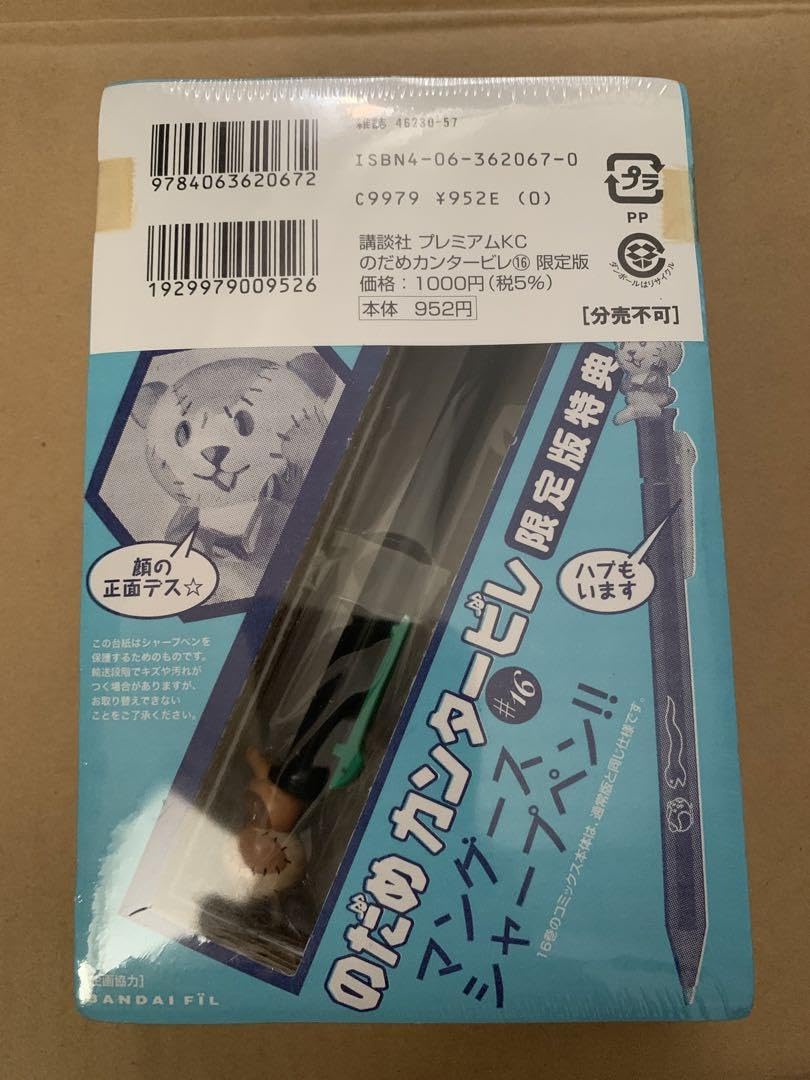 雑誌 46230-57
ISBN4-06-362067-0
C9979 ¥952E (0)
9784063620672
1929979009526
講談社 プレミアムKC
のだめカンタービレ⑯ 限定版
価格：1000円(税5%)
本体 952円
プラ
PP
ダンボールはリサイクル
[分売不可]
顔の
正面デス☆
この台紙はシャープペンを
保護するためのものです。
輸送段階でキズや汚れが
つく場合がありますが、
お取り替えできない
ことをご了承ください。
ハプも
います
のだめ カンタービレ 限定版特典
#16
マングース
シャープペン!!
16巻のコミックス本体は、通常版と同じ仕様です。
企画協力]
BANDAI FÏL